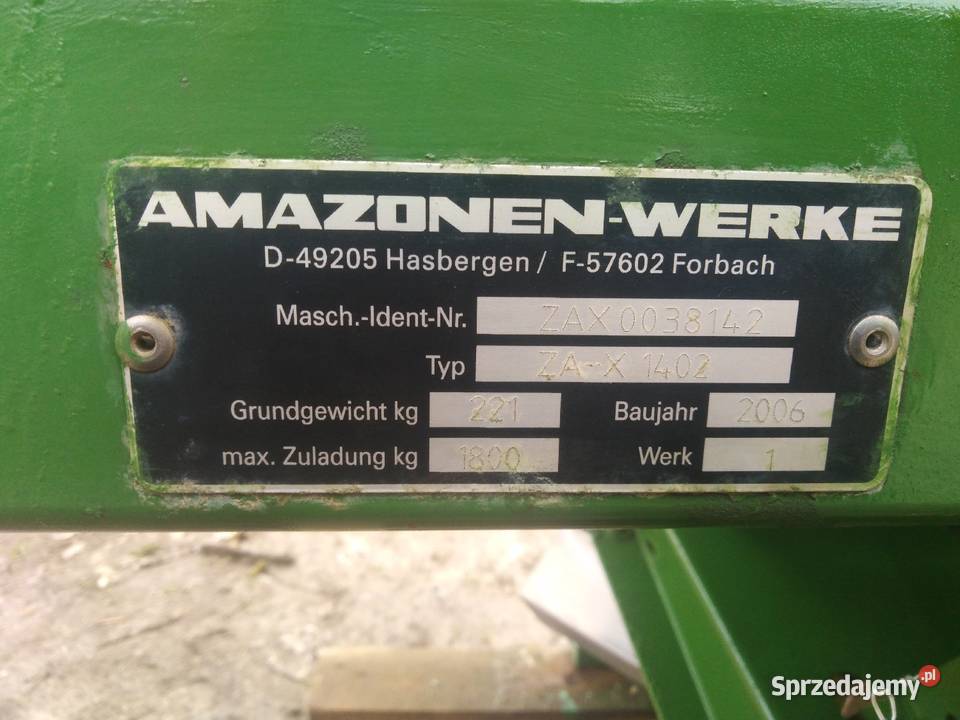 AMAZONEN-WERKE
D-49205 Hasbergen / F-57602 Forbach
Masch.-Ident-Nr. ZAX0038142
Typ ZA-X 1402
Grundgewicht kg 221 Baujahr 2006
max. Zuladung kg 1800 Werk 1
Sprzedajemy.pl